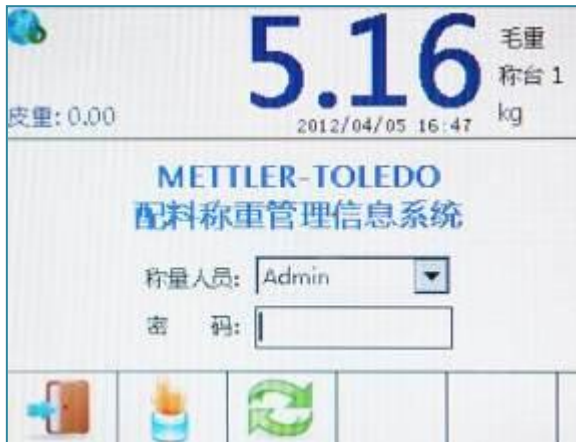 5.16
毛重
称台 1
kg
皮重: 0.00
2012/04/05 16:47
METTLER-TOLEDO
配料称重管理信息系统
称量人员: Admin
密 码: